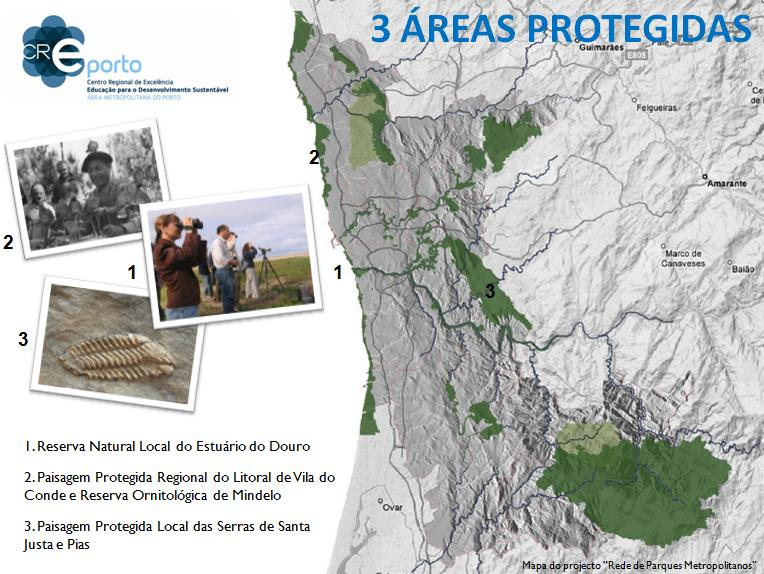 3 ÁREAS PROTEGIDAS
CRE.porto
Centro Regional de Excelência
Educação para o Desenvolvimento Sustentável
ÁREA METROPOLITANA DO PORTO
Guimarães
E805
Felgueiras
Amarante
Marco de
Canaveses
Baião
Ovar
2
1
3
2
1
3
1. Reserva Natural Local do Estuário do Douro
2. Paisagem Protegida Regional do Litoral de Vila do
Conde e Reserva Ornitológica de Mindelo
3. Paisagem Protegida Local das Serras de Santa
Justa e Pias
Mapa do projecto “Rede de Parques Metropolitanos”